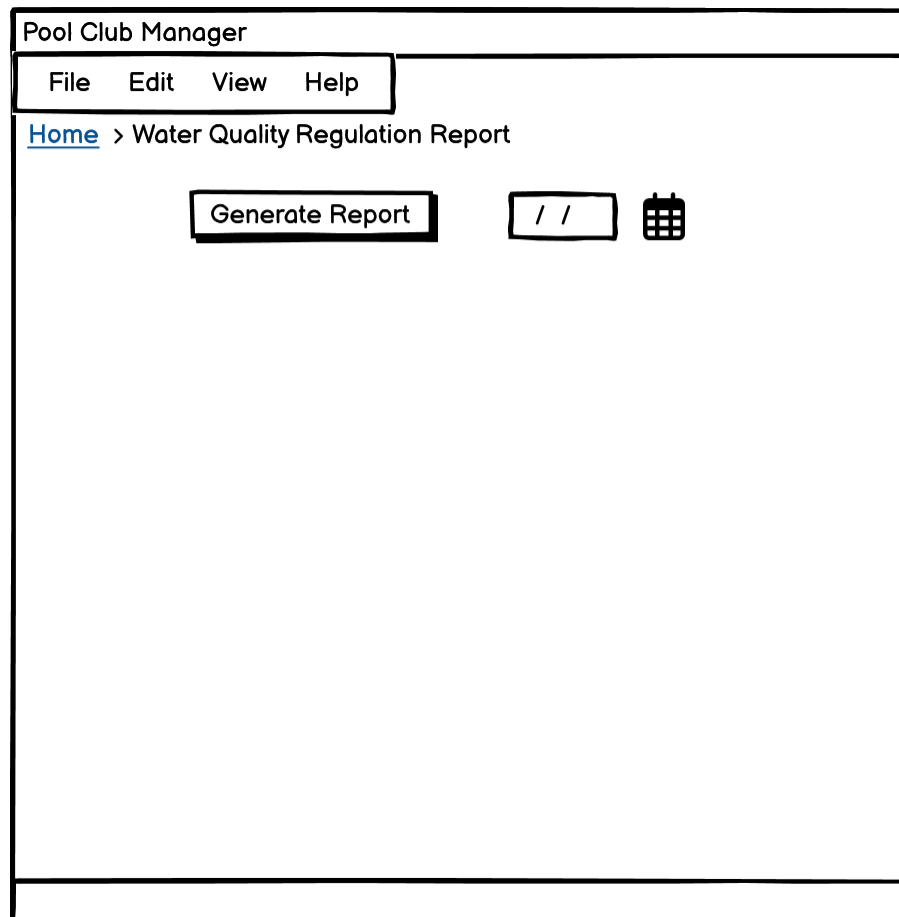 Pool Club Manager
File Edit View Help
Home > Water Quality Regulation Report
Generate Report / /